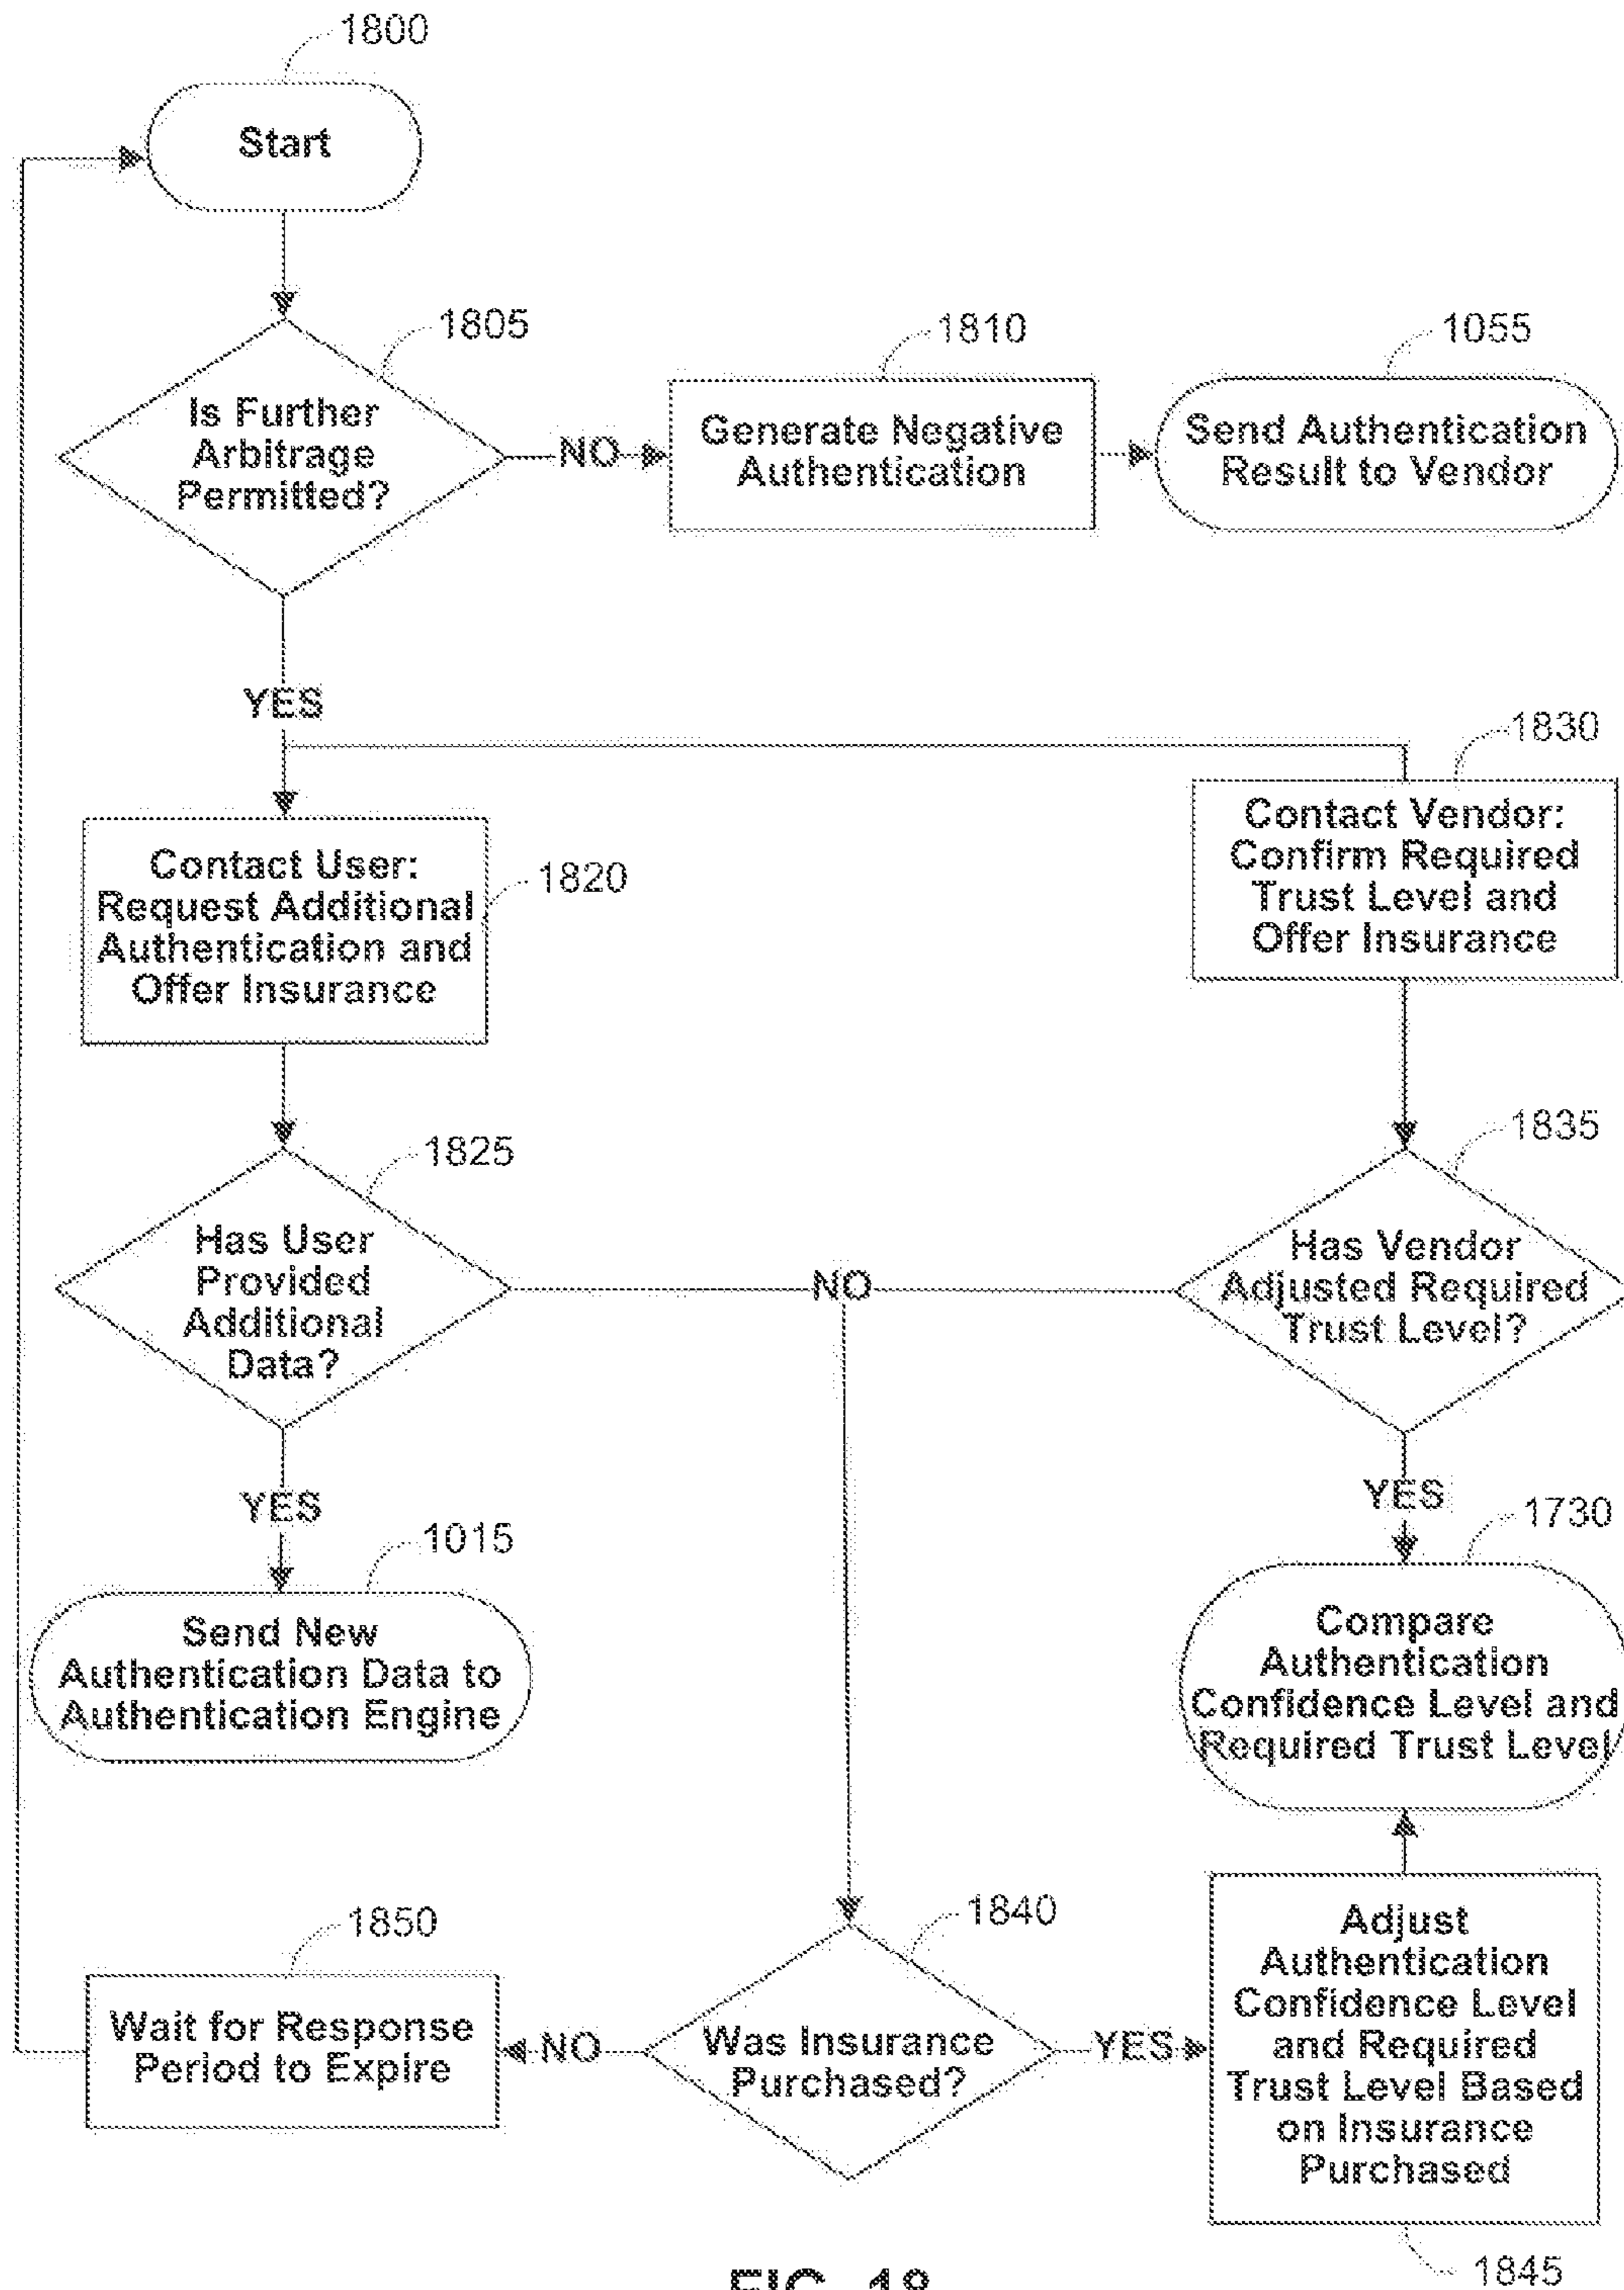 1800
Start
1805
Is Further
Arbitrage
Permitted?
NO
1810
Generate Negative
Authentication
1055
Send Authentication
Result to Vendor
YES
1830
Contact Vendor:
Confirm Required
Trust Level and
Offer Insurance
Contact User:
Request Additional
Authentication and
Offer Insurance
1820
1825
Has User
Provided
Additional
Data?
NO
1835
Has Vendor
Adjusted Required
Trust Level?
YES
YES
1015
Send New
Authentication Data to
Authentication Engine
1730
Compare
Authentication
Confidence Level and
Required Trust Level
1850
Wait for Response
Period to Expire
NO
1840
Was Insurance
Purchased?
YES
Adjust
Authentication
Confidence Level
and Required
Trust Level Based
on Insurance
Purchased
1845
FIG. 18